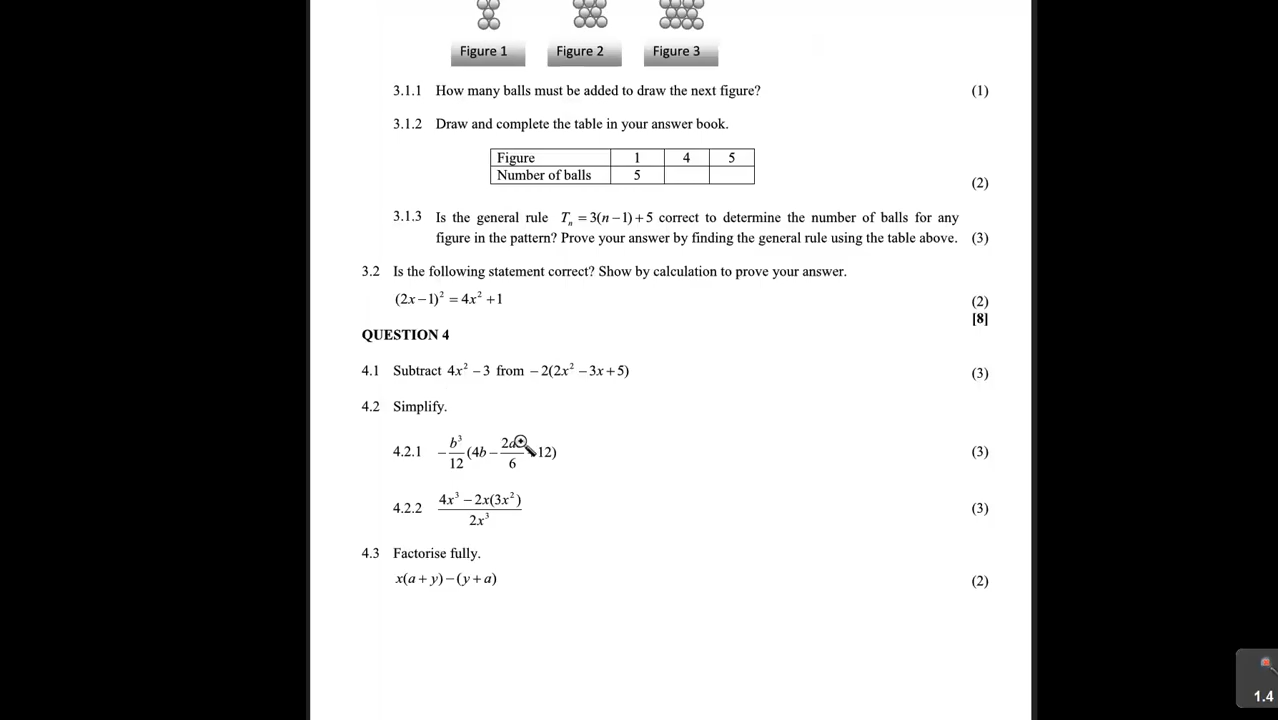 Figure 1 Figure 2 Figure 3
3.1.1 How many balls must be added to draw the next figure? (1)
3.1.2 Draw and complete the table in your answer book.
Figure 1 4 5
Number of balls 5
(2)
3.1.3 Is the general rule Tₙ = 3(n − 1) + 5 correct to determine the number of balls for any
figure in the pattern? Prove your answer by finding the general rule using the table above. (3)
3.2 Is the following statement correct? Show by calculation to prove your answer.
(2x − 1)² = 4x² + 1 (2)
[8]
QUESTION 4
4.1 Subtract 4x² − 3 from − 2(2x² − 3x + 5) (3)
4.2 Simplify.
4.2.1 − b³/12 (4b − 2a/6 12) (3)
4.2.2 4x³ − 2x(3x²) / 2x³ (3)
4.3 Factorise fully.
x(a + y) − (y + a) (2)
1.4